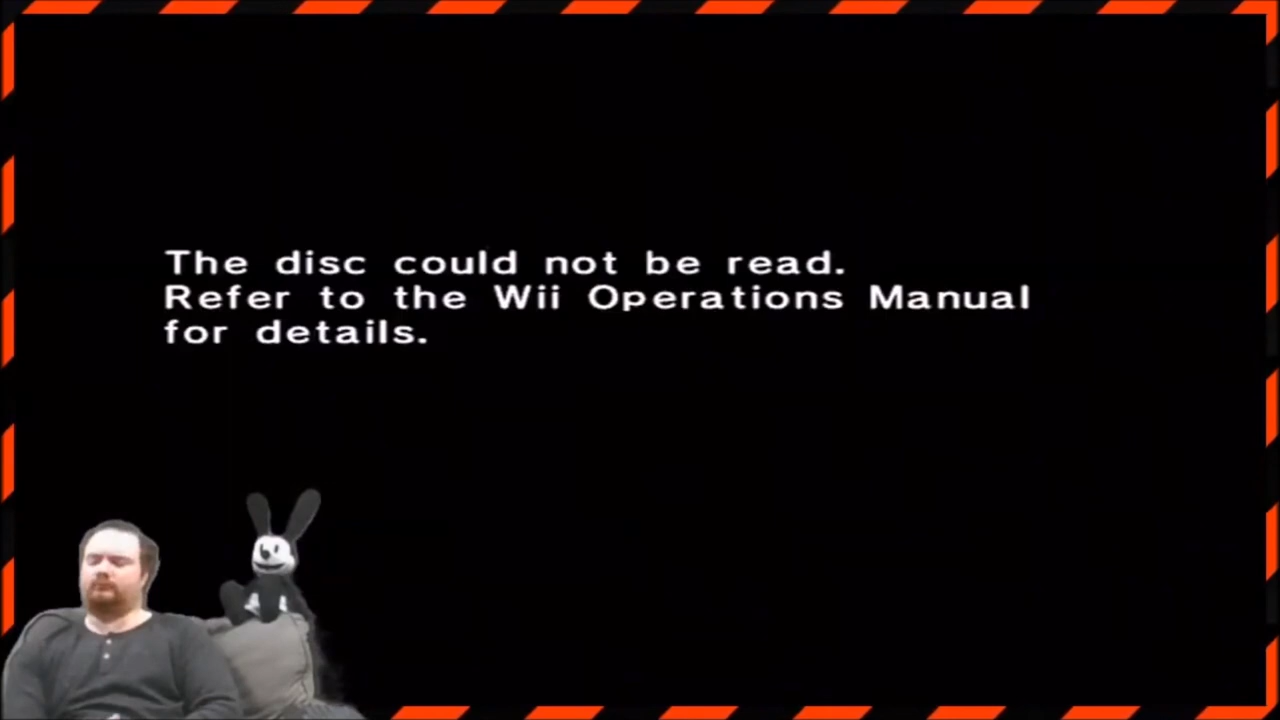 The disc could not be read.
Refer to the Wii Operations Manual
for details.